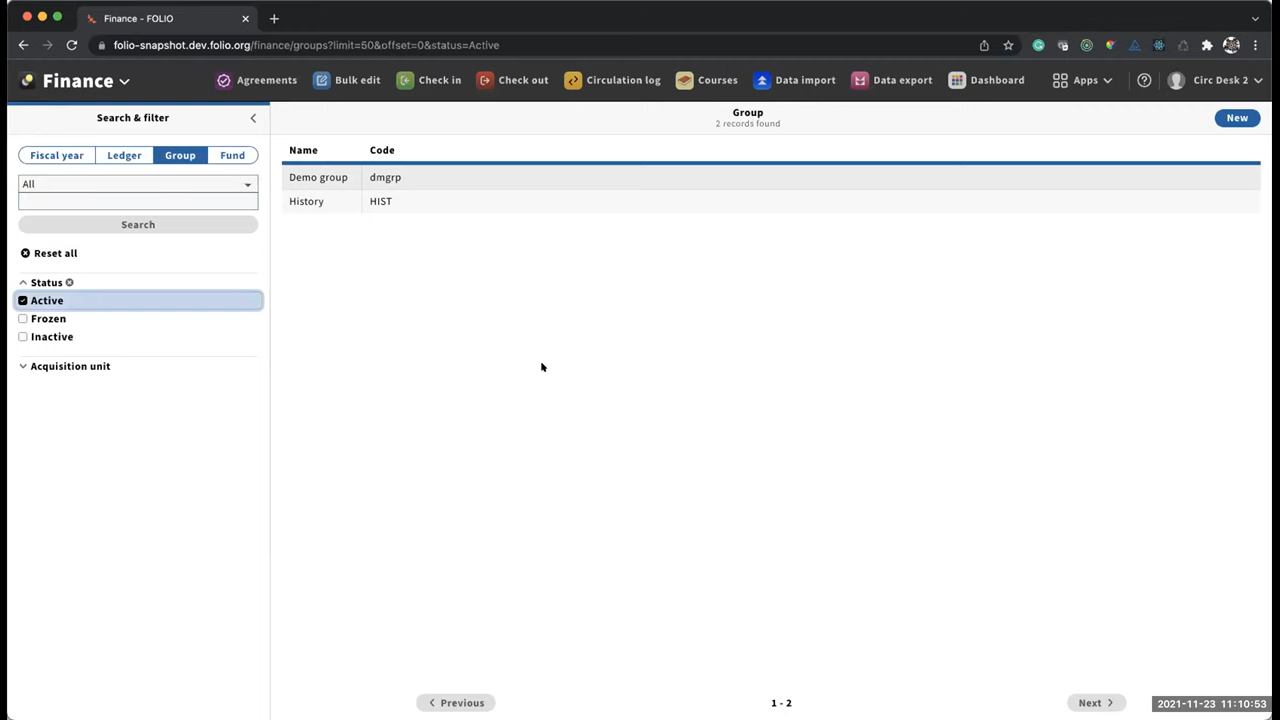 Finance - FOLIO
folio-snapshot.dev.folio.org/finance/groups?limit=50&offset=0&status=Active
Finance Agreements Bulk edit Check in Check out Circulation log Courses Data import Data export Dashboard Apps Circ Desk 2
Search & filter
Group
2 records found
New
Fiscal year Ledger Group Fund
All
Search
Reset all
Status
Active
Frozen
Inactive
Acquisition unit
Name Code
Demo group dmgrp
History HIST
Previous 1 - 2 Next
2021-11-23 11:10:53